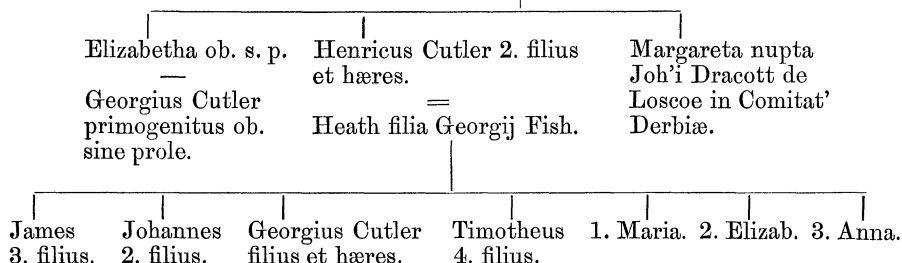 Elizabetha ob. s. p.
Georgius Cutler
primogenitus ob.
sine prole.
Henricus Cutler 2. filius
et hæres.
=
Heath filia Georgij Fish.
Margareta nupta
Joh'i Dracott de
Loscoe in Comitat'
Derbiæ.
James
3. filius.
Johannes
2. filius.
Georgius Cutler
filius et hæres.
Timotheus
4. filius.
1. Maria. 2. Elizab. 3. Anna.